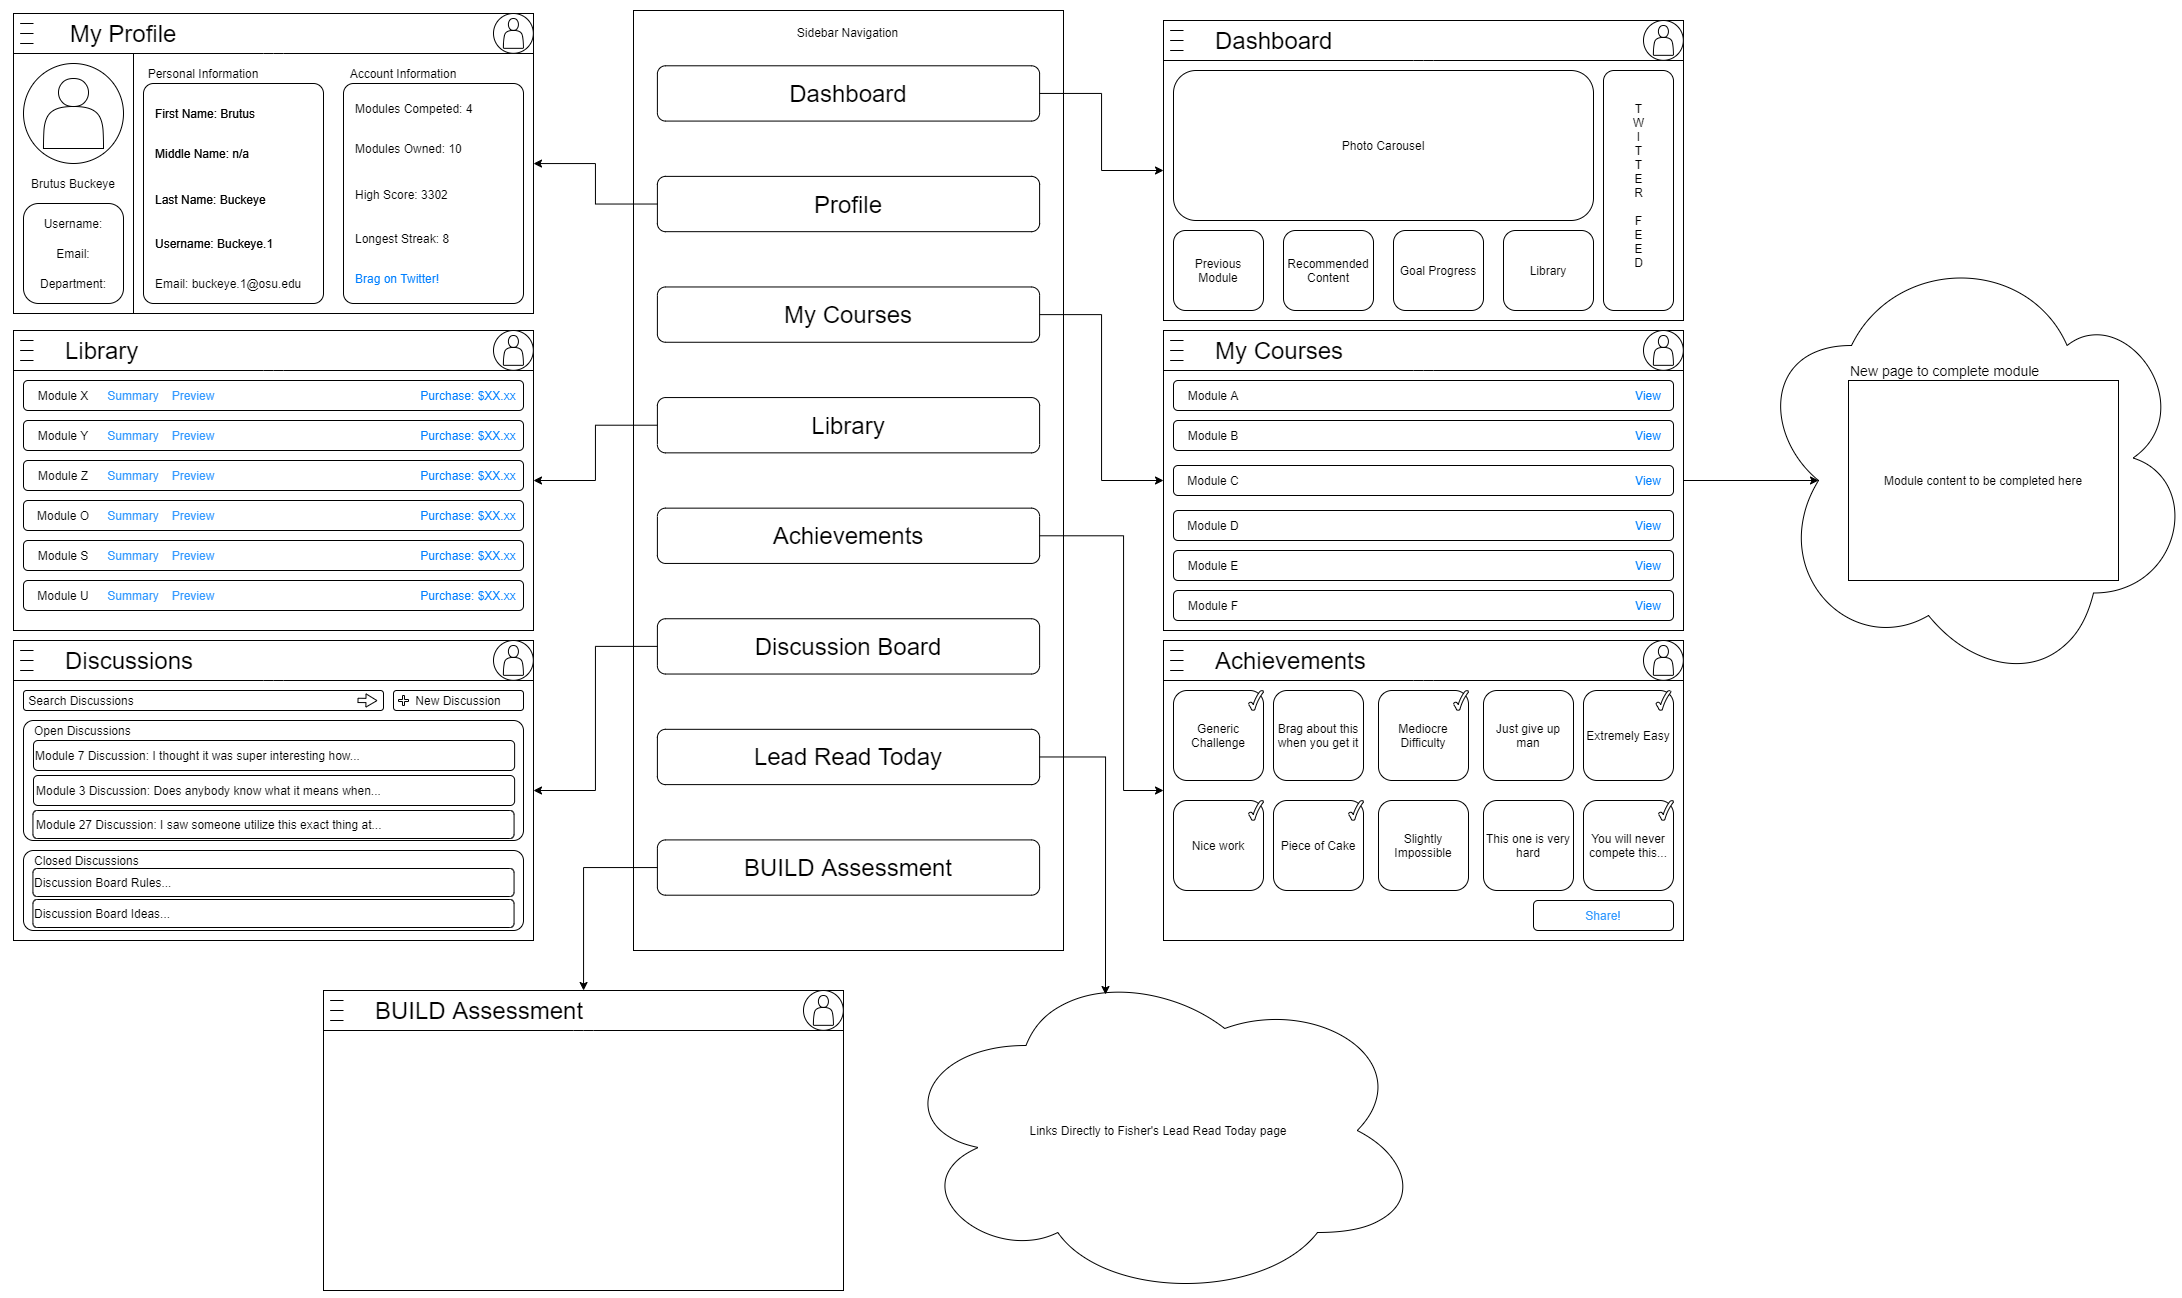 My Profile
Personal Information
Account Information
First Name: Brutus
Middle Name: n/a
Last Name: Buckeye
Username: Buckeye.1
Email: buckeye.1@osu.edu
Modules Competed: 4
Modules Owned: 10
High Score: 3302
Longest Streak: 8
Brag on Twitter!
Brutus Buckeye
Username:
Email:
Department:
Library
Module X Summary Preview Purchase: $XX.xx
Module Y Summary Preview Purchase: $XX.xx
Module Z Summary Preview Purchase: $XX.xx
Module O Summary Preview Purchase: $XX.xx
Module S Summary Preview Purchase: $XX.xx
Module U Summary Preview Purchase: $XX.xx
Discussions
Search Discussions
New Discussion
Open Discussions
Module 7 Discussion: I thought it was super interesting how...
Module 3 Discussion: Does anybody know what it means when...
Module 27 Discussion: I saw someone utilize this exact thing at...
Closed Discussions
Discussion Board Rules...
Discussion Board Ideas...
Sidebar Navigation
Dashboard
Profile
My Courses
Library
Achievements
Discussion Board
Lead Read Today
BUILD Assessment
Dashboard
Photo Carousel
TWITTER FEED
Previous
Module
Recommended
Content
Goal Progress
Library
My Courses
Module A View
Module B View
Module C View
Module D View
Module E View
Module F View
New page to complete module
Module content to be completed here
Achievements
Generic
Challenge
Brag about this
when you get it
Mediocre
Difficulty
Just give up
man
Extremely Easy
Nice work
Piece of Cake
Slightly
Impossible
This one is very
hard
You will never
compete this...
Share!
BUILD Assessment
Links Directly to Fisher's Lead Read Today page